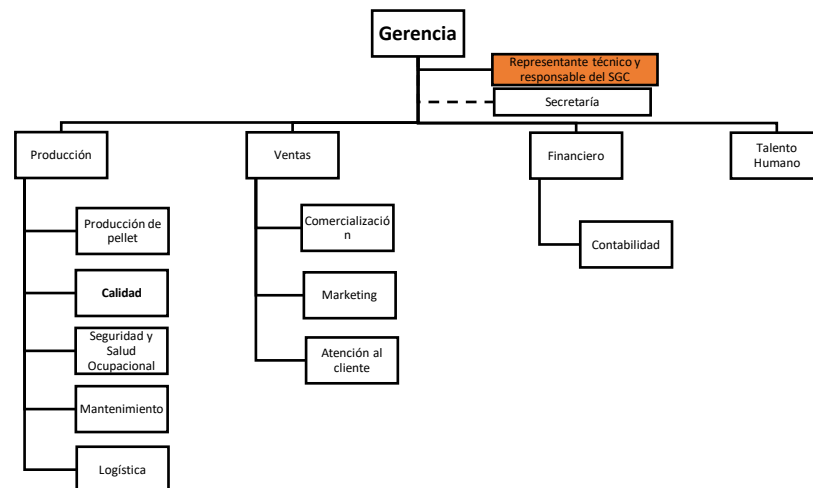 Gerencia
Representante técnico y
responsable del SGC
Secretaría
Producción
Ventas
Financiero
Talento
Humano
Producción de
pellet
Calidad
Seguridad y
Salud
Ocupacional
Mantenimiento
Logística
Comercializació
n
Marketing
Atención al
cliente
Contabilidad